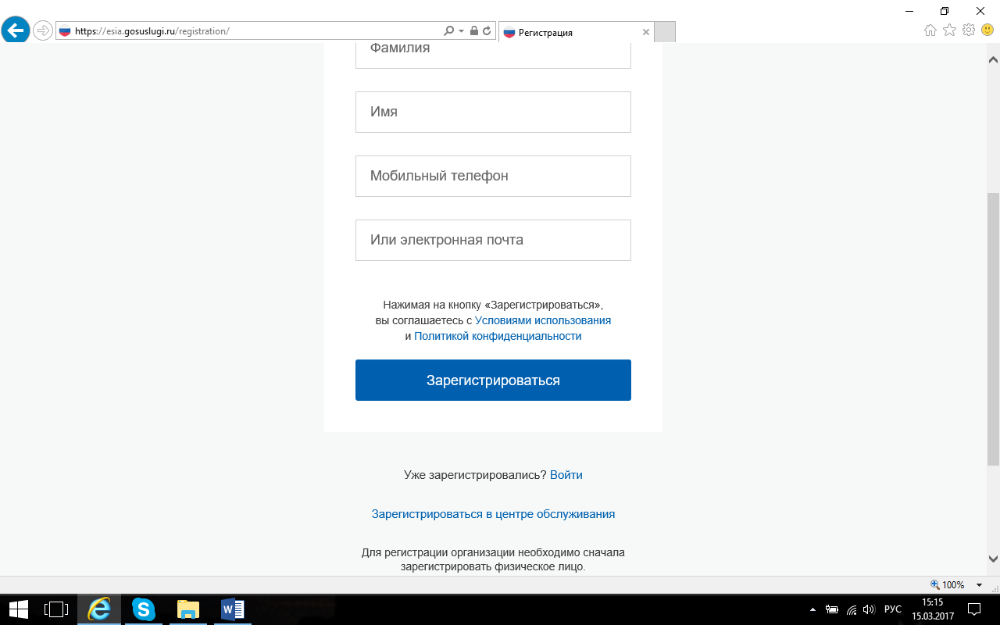 https://esia.gosuslugi.ru/registration/
Регистрация
Фамилия
Имя
Мобильный телефон
Или электронная почта
Нажимая на кнопку «Зарегистрироваться»,
вы соглашаетесь с Условиями использования
и Политикой конфиденциальности
Зарегистрироваться
Уже зарегистрировались? Войти
Зарегистрироваться в центре обслуживания
Для регистрации организации необходимо сначала
зарегистрировать физическое лицо.
100%
РУС
15:15
15.03.2017